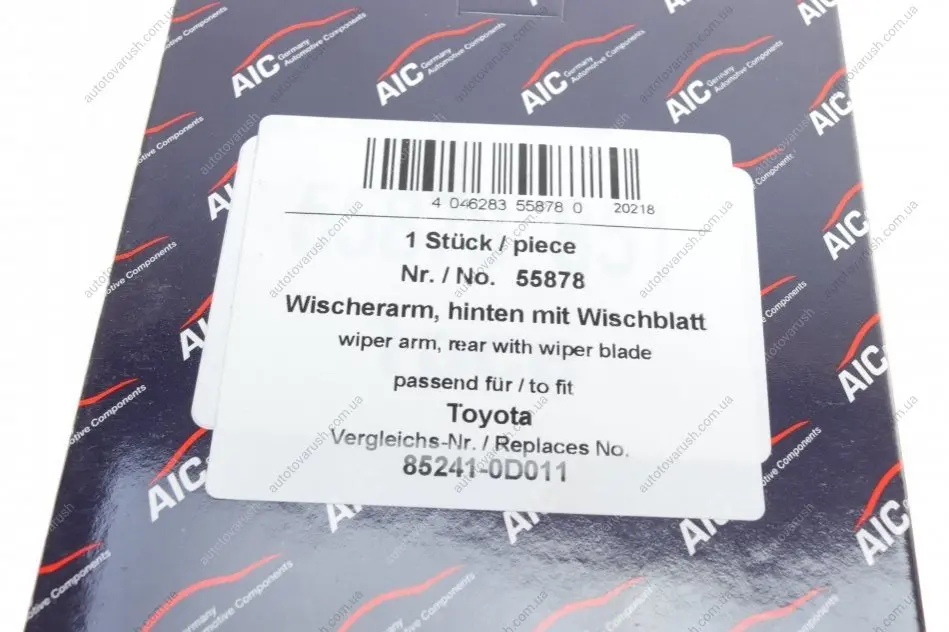 AIC Germany
Automotive Components
4 046283 55878 0 20218
1 Stück / piece
Nr. / No. 55878
Wischerarm, hinten mit Wischblatt
wiper arm, rear with wiper blade
passend für / to fit
Toyota
Vergleichs-Nr. / Replaces No.
85241-0D011
autotovarush.com.ua